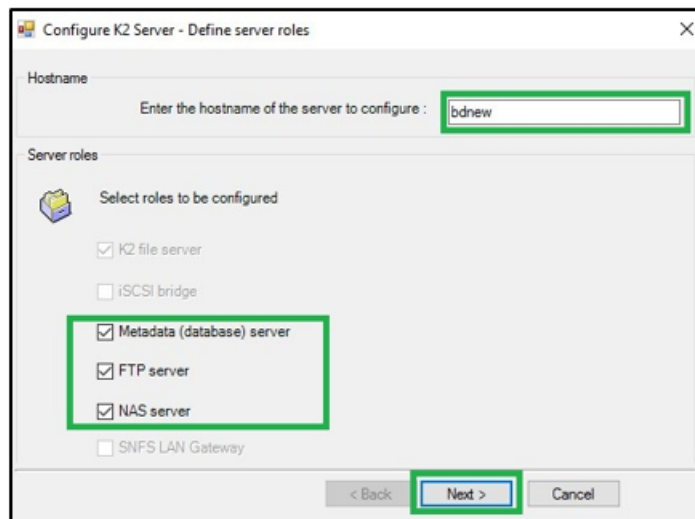 Configure K2 Server - Define server roles
Hostname
Enter the hostname of the server to configure : bdnew
Server roles
Select roles to be configured
K2 file server
iSCSI bridge
Metadata (database) server
FTP server
NAS server
SNFS LAN Gateway
< Back Next > Cancel